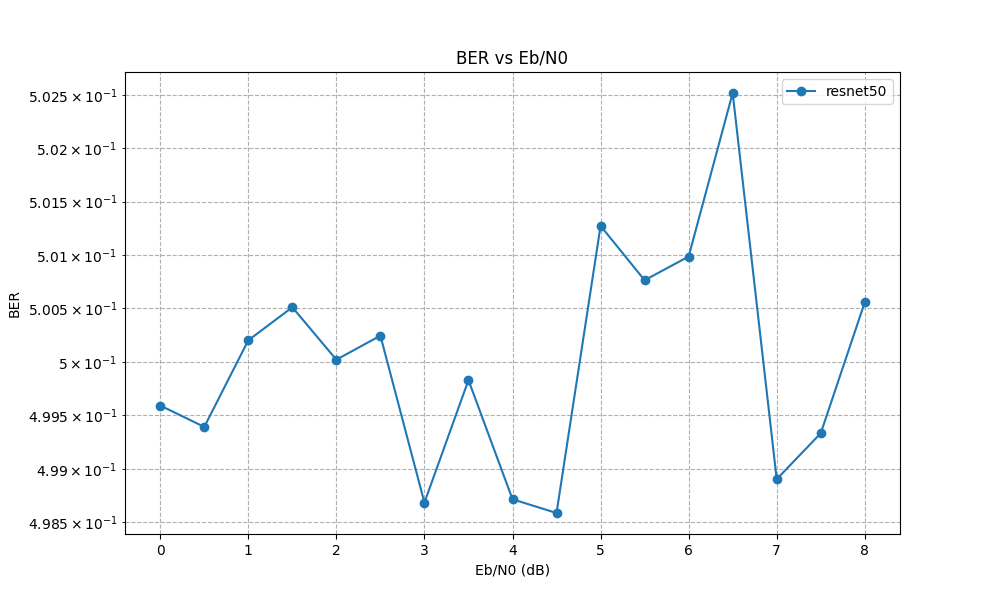 BER vs Eb/N0
resnet50
BER
5.025 × 10⁻¹
5.02 × 10⁻¹
5.015 × 10⁻¹
5.01 × 10⁻¹
5.005 × 10⁻¹
5 × 10⁻¹
4.995 × 10⁻¹
4.99 × 10⁻¹
4.985 × 10⁻¹
0 1 2 3 4 5 6 7 8
Eb/N0 (dB)